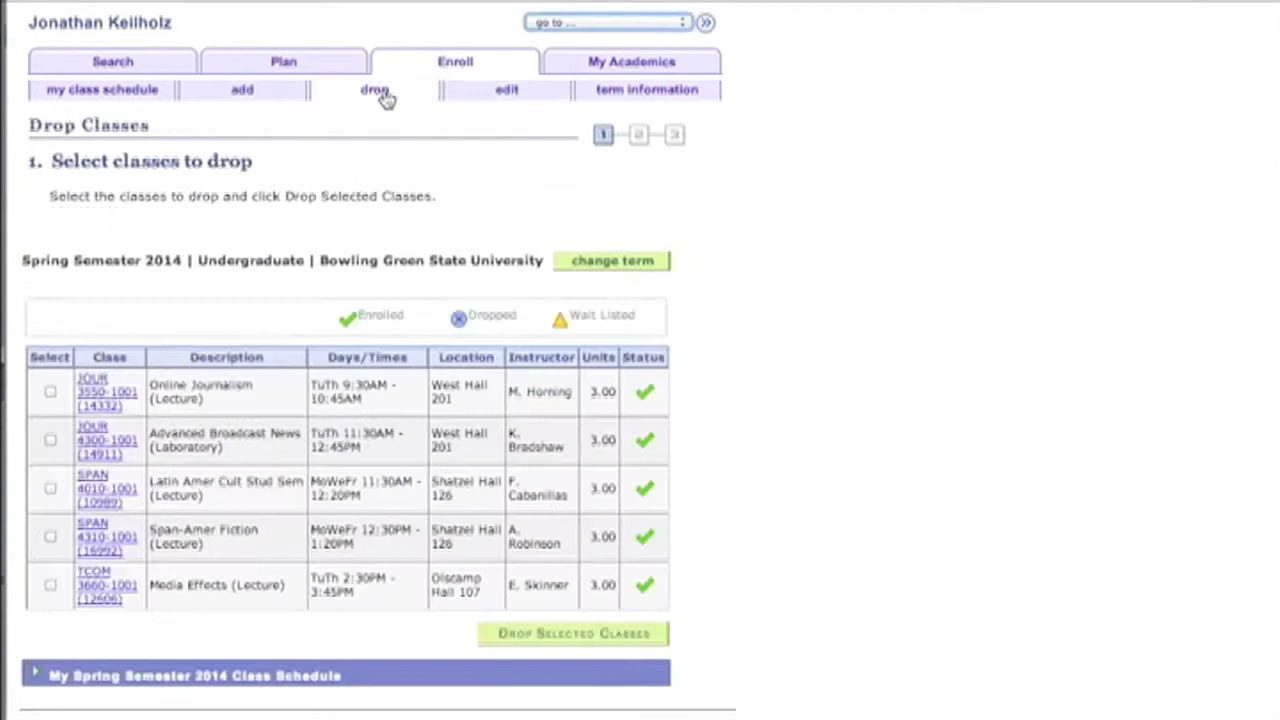 Jonathan Keilholz
go to ...
Search Plan Enroll My Academics
my class schedule add drop edit term information
Drop Classes
1 2 3
1. Select classes to drop
Select the classes to drop and click Drop Selected Classes.
Spring Semester 2014 | Undergraduate | Bowling Green State University change term
Enrolled Dropped Wait Listed
Select Class Description Days/Times Location Instructor Units Status
JOUR
3550-1001
(14332)
Online Journalism
(Lecture)
TuTh 9:30AM -
10:45AM
West Hall
201
M. Horning
3.00
JOUR
4300-1001
(14911)
Advanced Broadcast News
(Laboratory)
TuTh 11:30AM -
12:45PM
West Hall
201
K.
Bradshaw
3.00
SPAN
4010-1001
(10989)
Latin Amer Cult Stud Sem
(Lecture)
MoWeFr 11:30AM -
12:20PM
Shatzel Hall
126
F.
Cabanillas
3.00
SPAN
4310-1001
(16992)
Span-Amer Fiction
(Lecture)
MoWeFr 12:30PM -
1:20PM
Shatzel Hall
126
A.
Robinson
3.00
TCOM
3660-1001
(12606)
Media Effects (Lecture)
TuTh 2:30PM -
3:45PM
Olscamp
Hall 107
E. Skinner
3.00
DROP SELECTED CLASSES
My Spring Semester 2014 Class Schedule